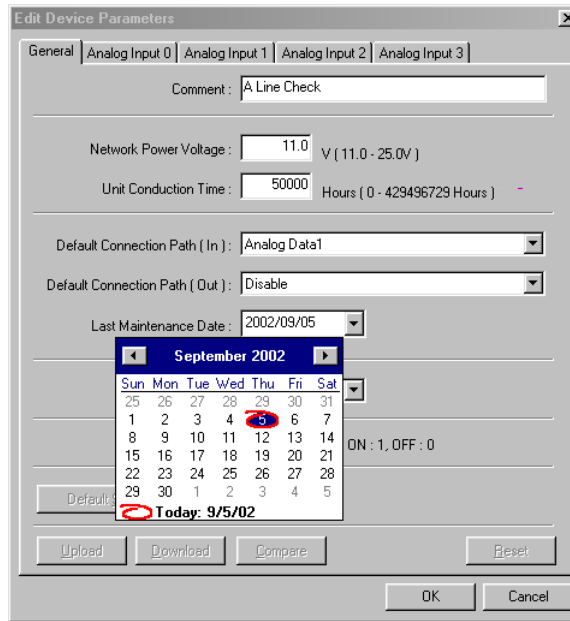 Edit Device Parameters
General Analog Input 0 Analog Input 1 Analog Input 2 Analog Input 3
Comment : A Line Check
Network Power Voltage : 11.0 V ( 11.0 - 25.0V )
Unit Conduction Time : 50000 Hours ( 0 - 429496729 Hours )
Default Connection Path ( In ) : Analog Data1
Default Connection Path ( Out ) : Disable
Last Maintenance Date : 2002/09/05
September 2002
Sun Mon Tue Wed Thu Fri Sat
25 26 27 28 29 30 31
1 2 3 4 5 6 7
8 9 10 11 12 13 14
ON : 1, OFF : 0
15 16 17 18 19 20 21
22 23 24 25 26 27 28
29 30 1 2 3 4 5
Default
Today: 9/5/02
Upload Download Compare Reset
OK Cancel